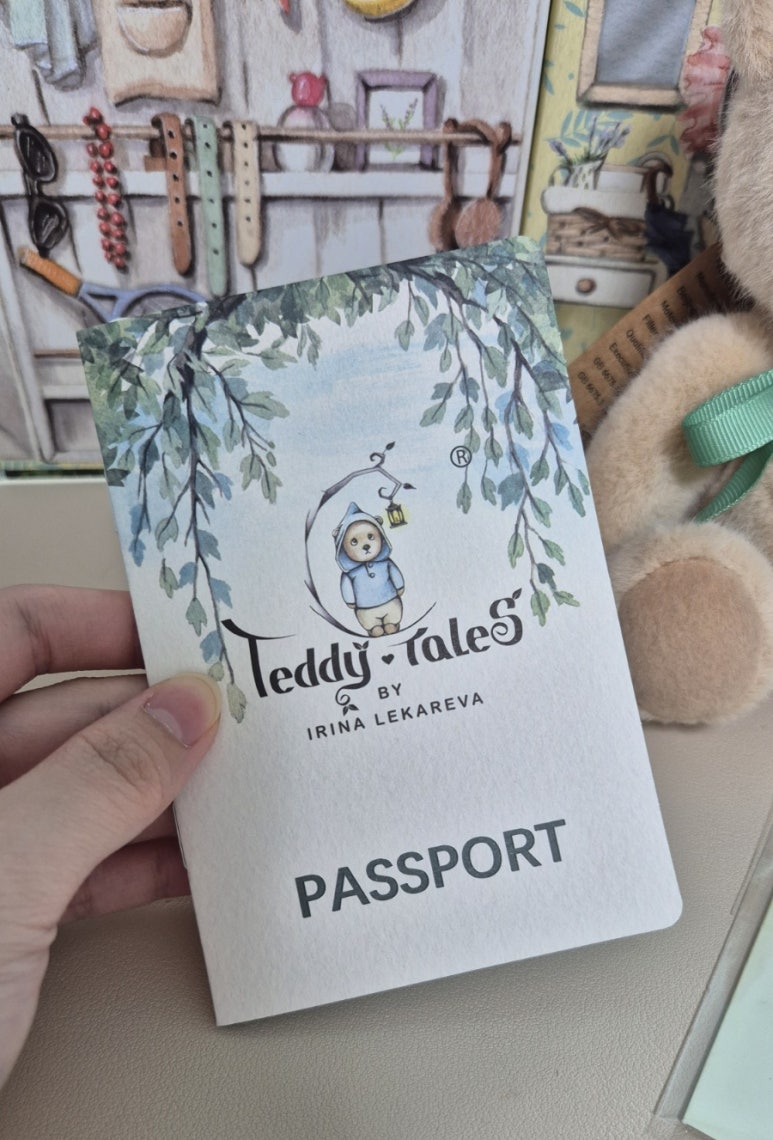 ®
Teddy Tales
BY
IRINA LEKAREVA
PASSPORT